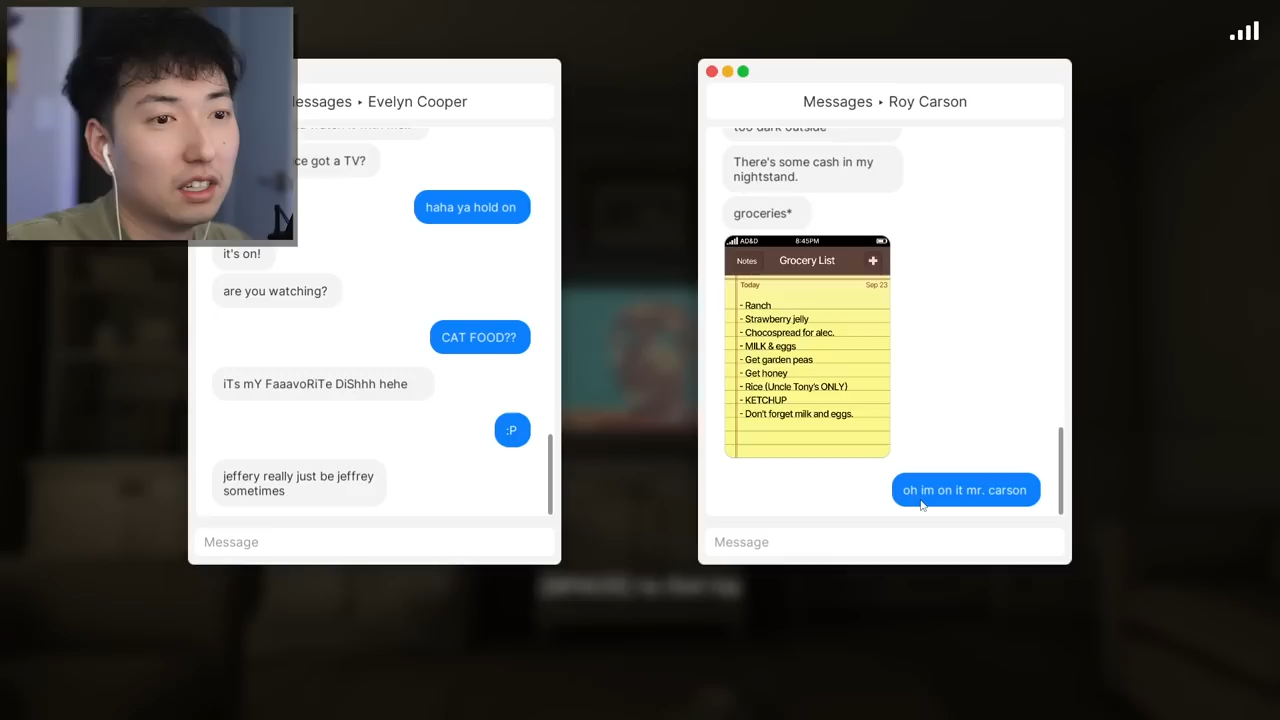 Messages ▸ Evelyn Cooper
ce got a TV?
haha ya hold on
it's on!
are you watching?
CAT FOOD??
iTs mY FaaavoRiTe DiShhh hehe
:P
jeffery really just be jeffrey
sometimes
Message
Messages ▸ Roy Carson
too dark outside
There's some cash in my
nightstand.
groceries*
AD&D 8:45PM
Notes Grocery List +
Today Sep 23
- Ranch
- Strawberry jelly
- Chocospread for alec.
- MILK & eggs
- Get garden peas
- Get honey
- Rice (Uncle Tony's ONLY)
- KETCHUP
- Don't forget milk and eggs.
oh im on it mr. carson
Message